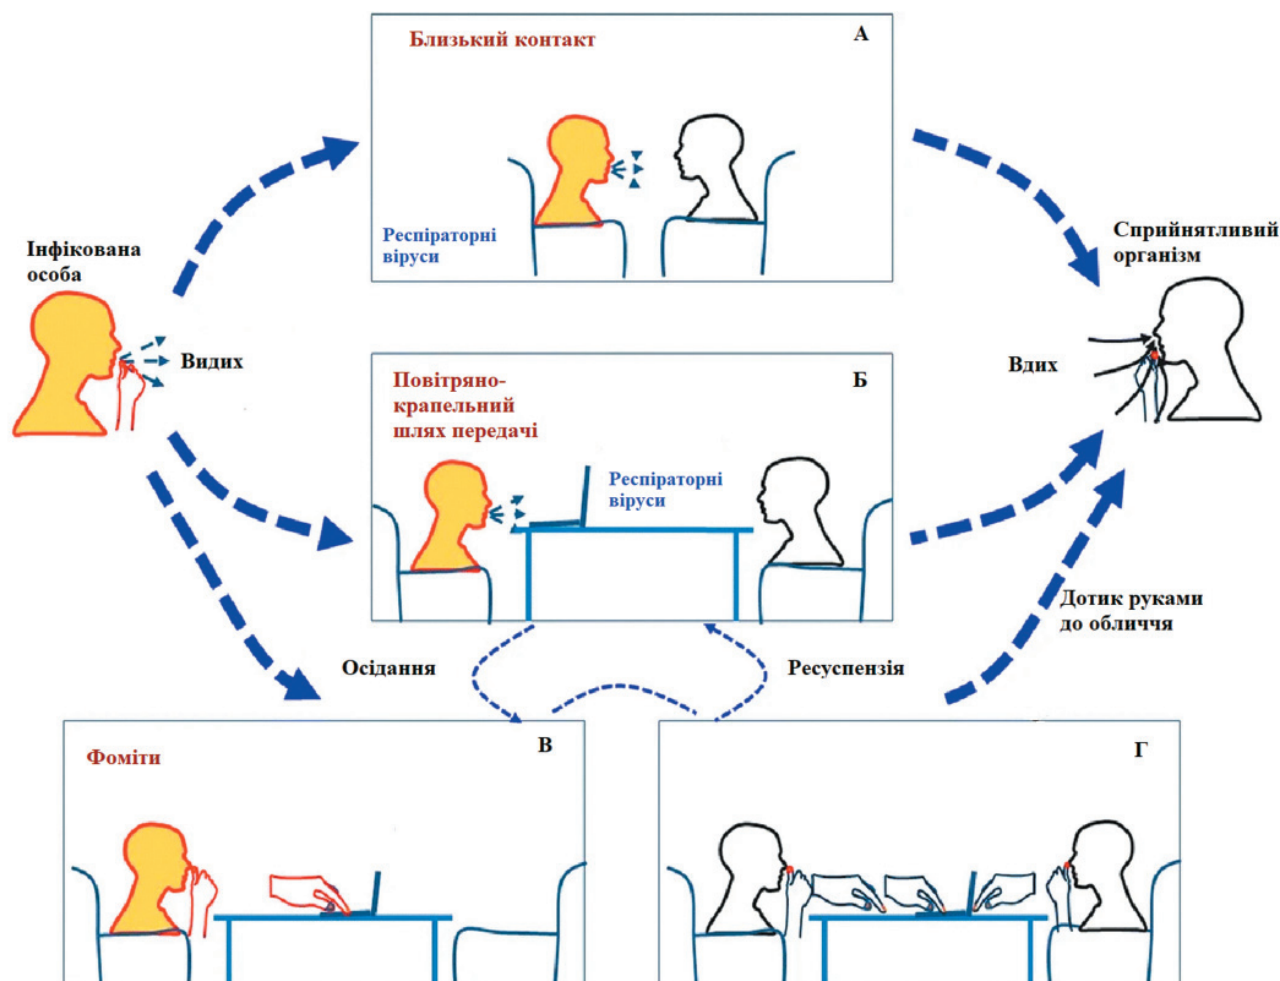 Близький контакт
А
Респіраторні
віруси
Інфікована
особа
Видих
Сприйнятливий
організм
Вдих
Повітряно-
крапельний
шлях передачі
Б
Респіраторні
віруси
Дотик руками
до обличчя
Осідання
Ресуспензія
Фоміти
В
Г